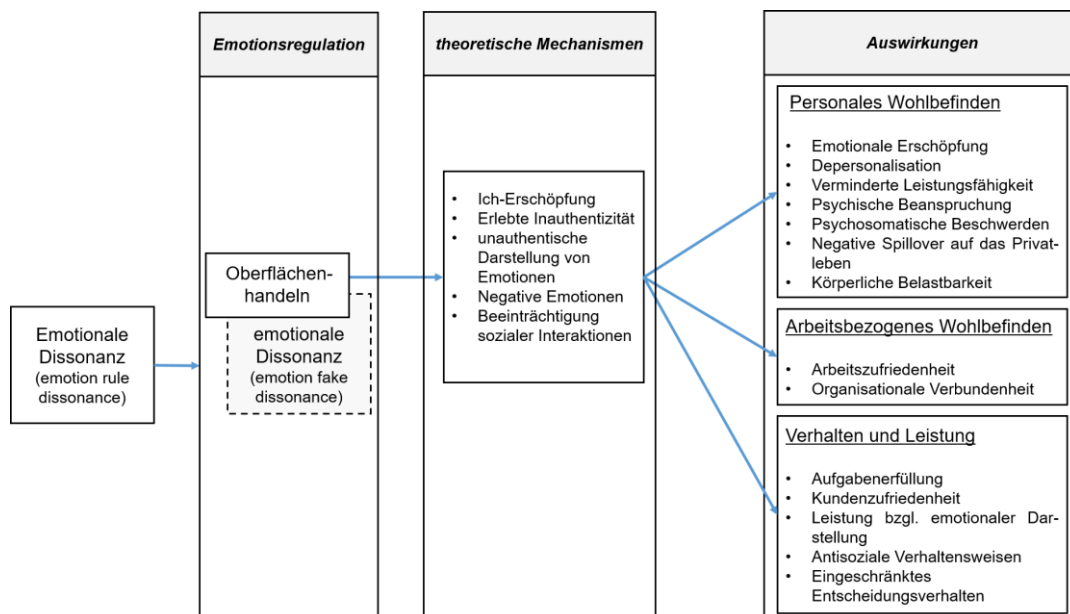 Emotionsregulation
theoretische Mechanismen
Auswirkungen
Emotionale
Dissonanz
(emotion rule
dissonance)
Oberflächen-
handeln
emotionale
Dissonanz
(emotion fake
dissonance)
• Ich-Erschöpfung
• Erlebte Inauthentizität
• unauthentische
Darstellung von
Emotionen
• Negative Emotionen
• Beeinträchtigung
sozialer Interaktionen
Personales Wohlbefinden
• Emotionale Erschöpfung
• Depersonalisation
• Verminderte Leistungsfähigkeit
• Psychische Beanspruchung
• Psychosomatische Beschwerden
• Negative Spillover auf das Privat-
leben
• Körperliche Belastbarkeit
Arbeitsbezogenes Wohlbefinden
• Arbeitszufriedenheit
• Organisationale Verbundenheit
Verhalten und Leistung
• Aufgabenerfüllung
• Kundenzufriedenheit
• Leistung bzgl. emotionaler Dar-
stellung
• Antisoziale Verhaltensweisen
• Eingeschränktes
Entscheidungsverhalten